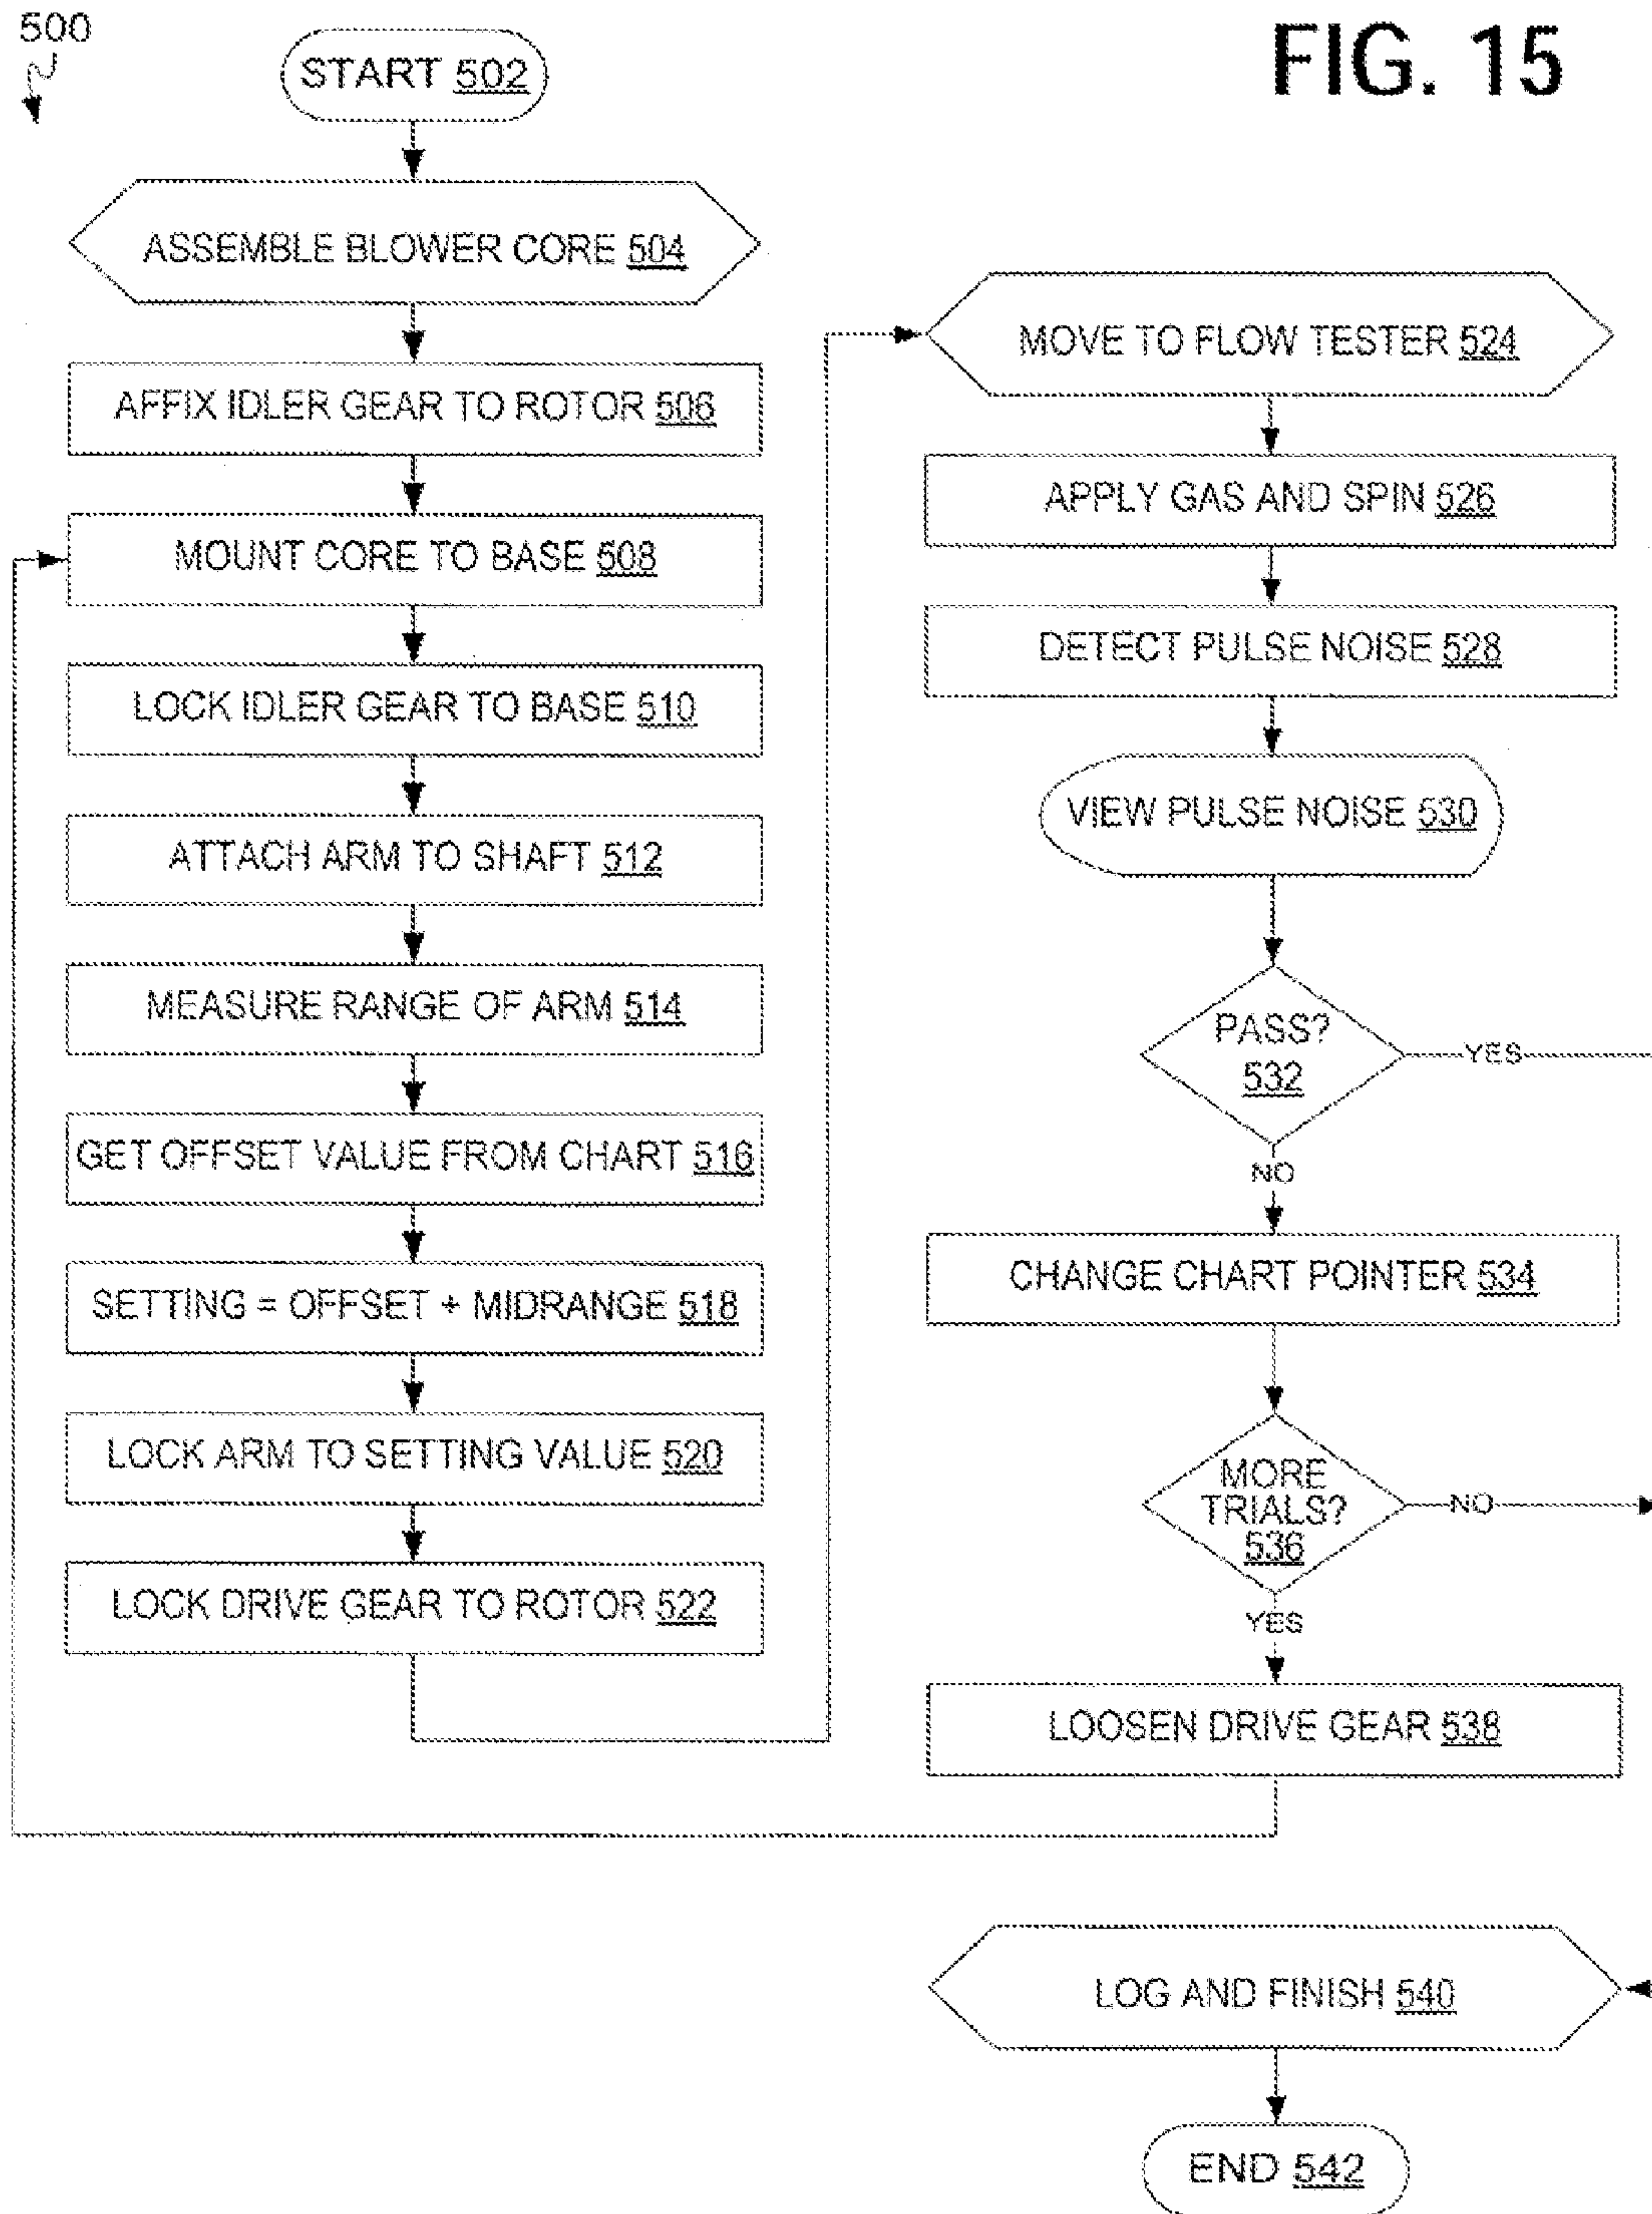 500
FIG. 15
START 502
ASSEMBLE BLOWER CORE 504
AFFIX IDLER GEAR TO ROTOR 506
MOUNT CORE TO BASE 508
LOCK IDLER GEAR TO BASE 510
ATTACH ARM TO SHAFT 512
MEASURE RANGE OF ARM 514
GET OFFSET VALUE FROM CHART 516
SETTING = OFFSET + MIDRANGE 518
LOCK ARM TO SETTING VALUE 520
LOCK DRIVE GEAR TO ROTOR 522
MOVE TO FLOW TESTER 524
APPLY GAS AND SPIN 526
DETECT PULSE NOISE 528
VIEW PULSE NOISE 530
PASS?
532
YES
NO
CHANGE CHART POINTER 534
MORE
TRIALS?
536
NO
YES
LOOSEN DRIVE GEAR 538
LOG AND FINISH 540
END 542